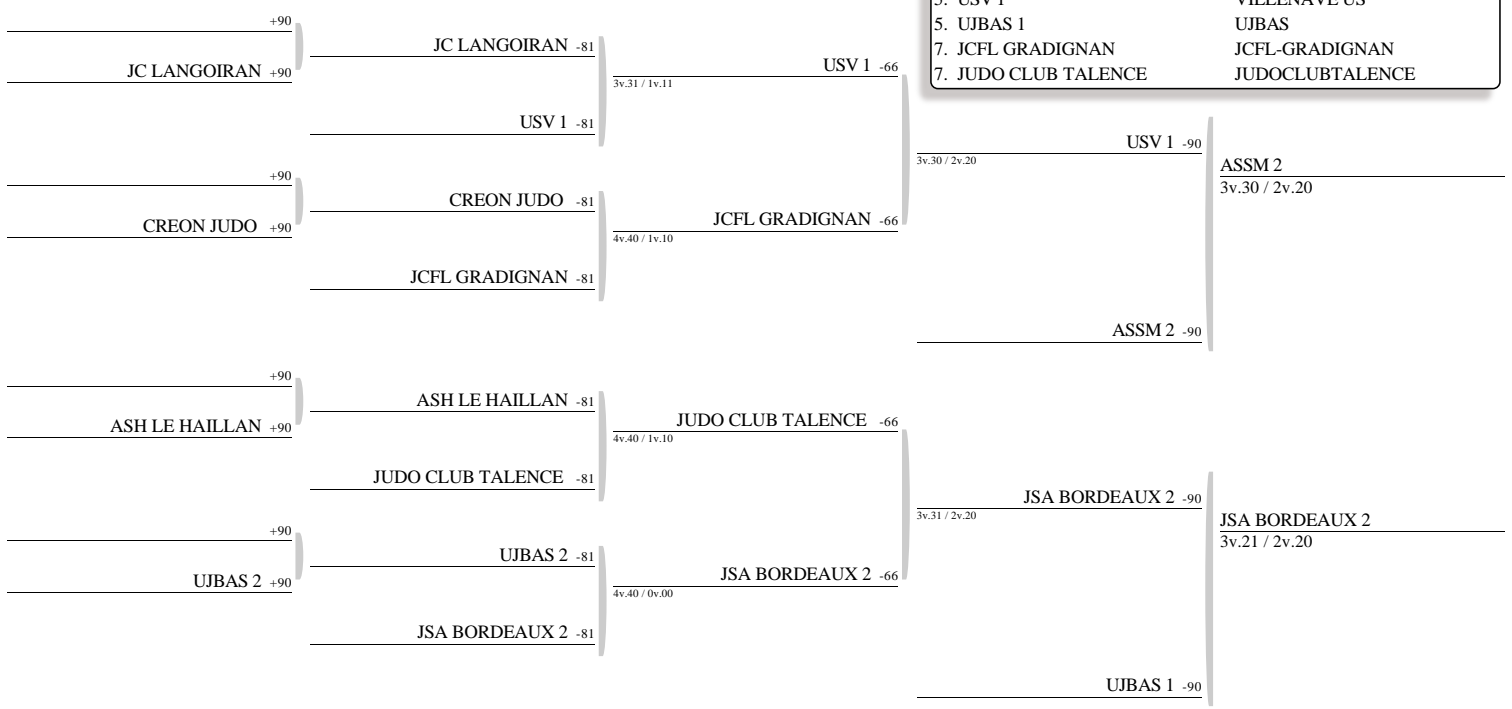 5. USV 1 VILLENAVE US
5. UJBAS 1 UJBAS
7. JCFL GRADIGNAN JCFL-GRADIGNAN
7. JUDO CLUB TALENCE JUDOCLUBTALENCE
+90
JC LANGOIRAN +90
+90
CREON JUDO +90
+90
ASH LE HAILLAN +90
+90
UJBAS 2 +90
JC LANGOIRAN -81
USV 1 -81
CREON JUDO -81
JCFL GRADIGNAN -81
ASH LE HAILLAN -81
JUDO CLUB TALENCE -81
UJBAS 2 -81
JSA BORDEAUX 2 -81
USV 1 -66
3v.31 / 1v.11
JCFL GRADIGNAN -66
4v.40 / 1v.10
JUDO CLUB TALENCE -66
4v.40 / 1v.10
JSA BORDEAUX 2 -66
4v.40 / 0v.00
USV 1 -90
3v.30 / 2v.20
ASSM 2 -90
JSA BORDEAUX 2 -90
3v.31 / 2v.20
UJBAS 1 -90
ASSM 2
3v.30 / 2v.20
JSA BORDEAUX 2
3v.21 / 2v.20